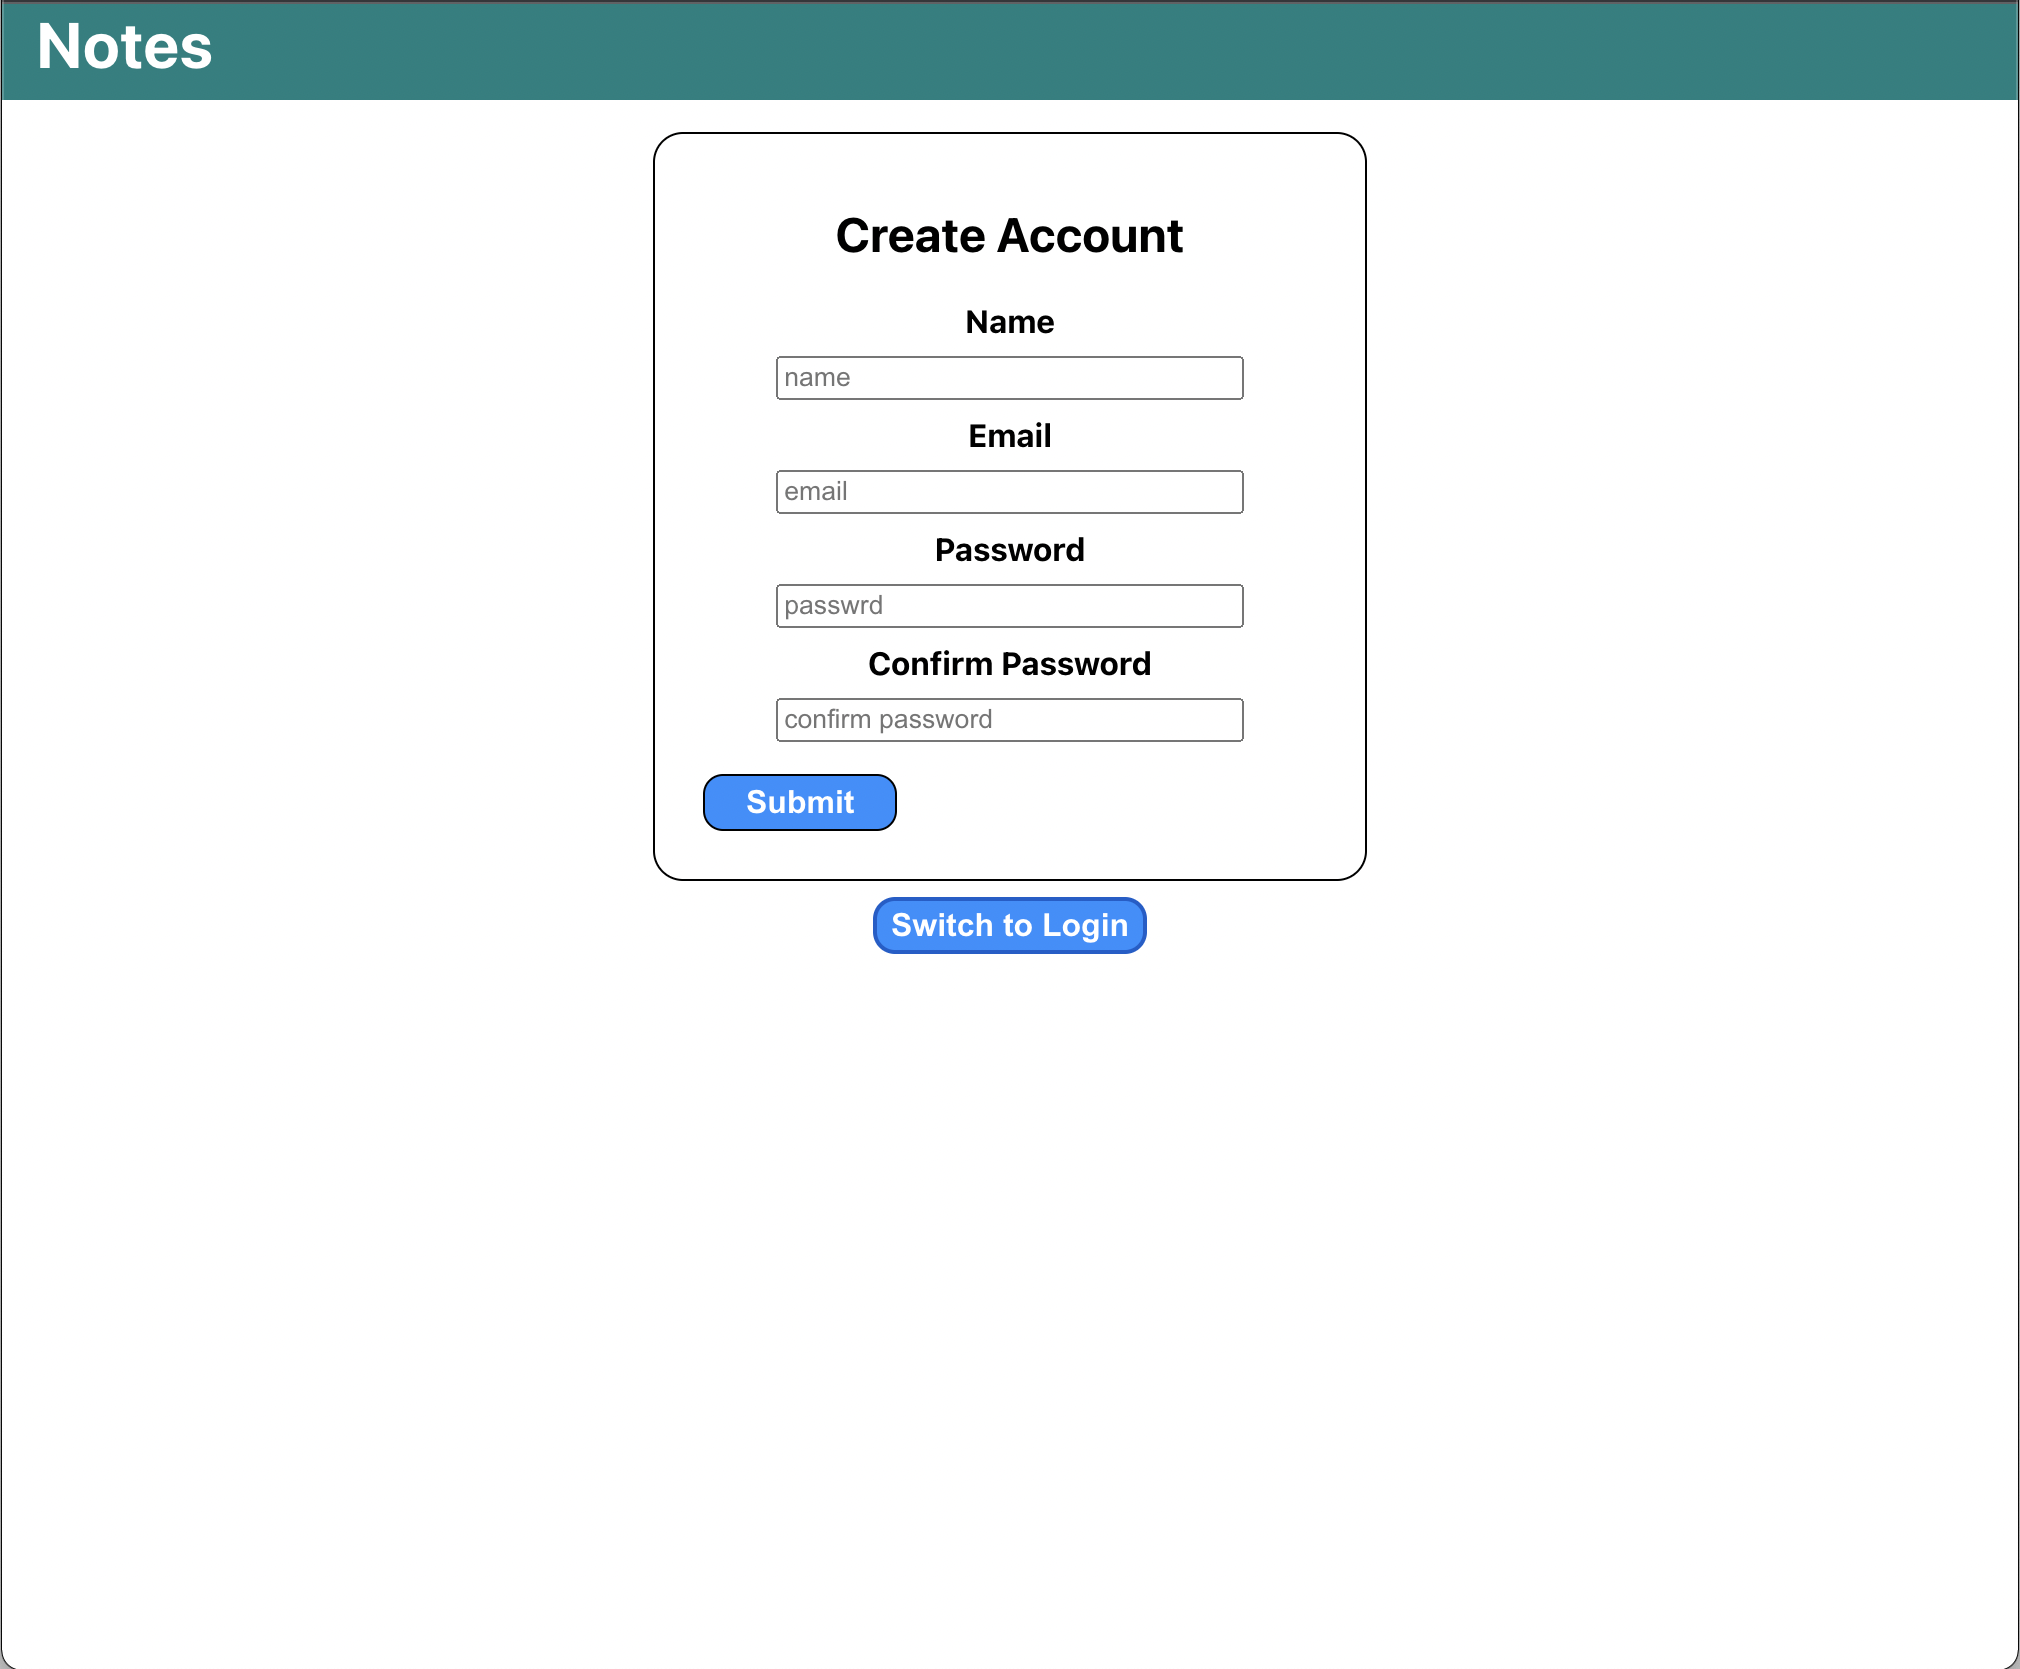 Notes
Create Account
Name
name
Email
email
Password
passwrd
Confirm Password
confirm password
Submit
Switch to Login